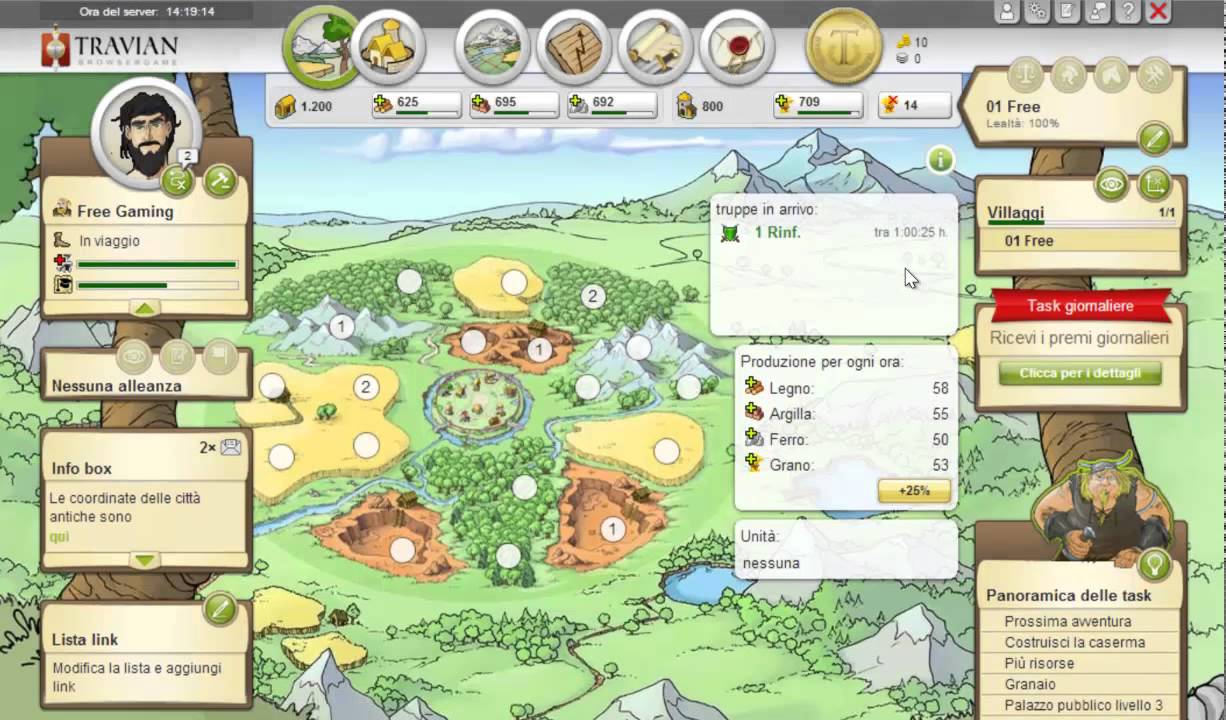 Ora del server: 14:19:14
TRAVIAN
BROWSERGAME
T
10
0
1.200
625
695
692
800
709
14
01 Free
Lealtà: 100%
2
Free Gaming
In viaggio
Nessuna alleanza
2×
Info box
Le coordinate delle città
antiche sono
qui
Lista link
Modifica la lista e aggiungi
link
2
1
1
2
1
truppe in arrivo:
1 Rinf.
tra 1:00:25 h.
Produzione per ogni ora:
Legno: 58
Argilla: 55
Ferro: 50
Grano: 53
+25%
Unità:
nessuna
Villaggi 1/1
01 Free
Task giornaliere
Ricevi i premi giornalieri
Clicca per i dettagli
Panoramica delle task
Prossima avventura
Costruisci la caserma
Più risorse
Granaio
Palazzo pubblico livello 3